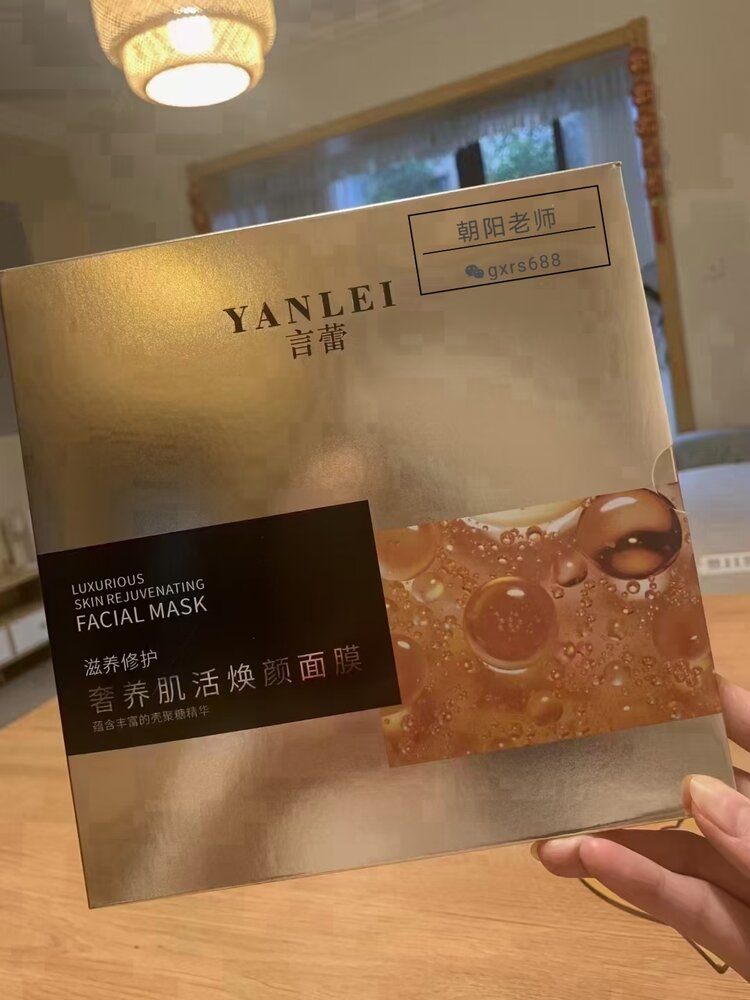 朝阳老师
gxrs688
YANLEI
言蕾
LUXURIOUS
SKIN REJUVENATING
FACIAL MASK
滋养修护
奢养肌活焕颜面膜
蕴含丰富的壳聚糖精华